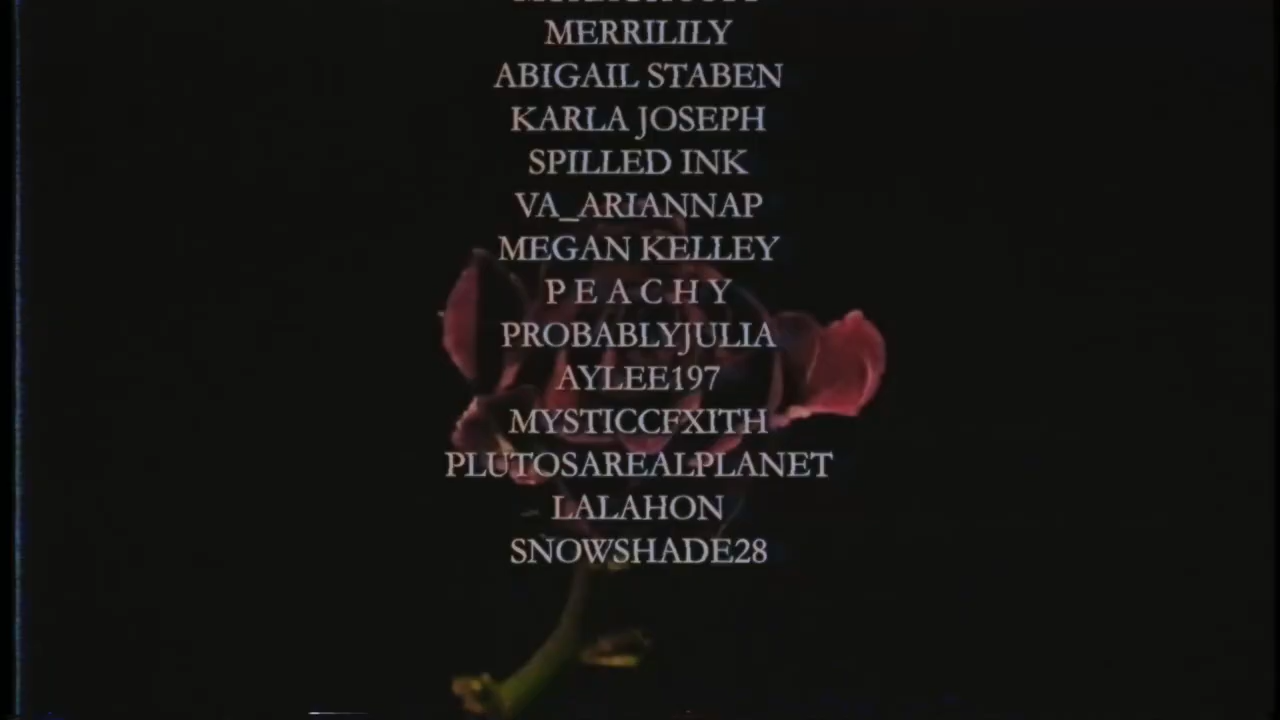 MERRILILY
ABIGAIL STABEN
KARLA JOSEPH
SPILLED INK
VA_ARIANNAP
MEGAN KELLEY
P E A C H Y
PROBABLYJULIA
AYLEE197
MYSTICCFXITH
PLUTOSAREALPLANET
LALAHON
SNOWSHADE28